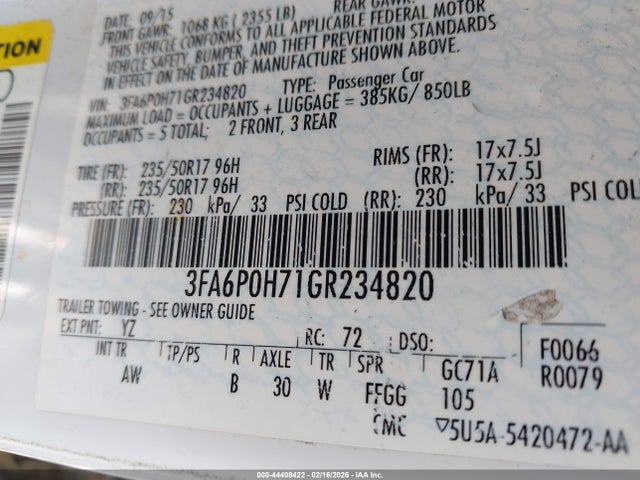 TION
DATE: 09/15
REAR GAWR:
FRONT GAWR: 1068 KG ( 2355 LB)
THIS VEHICLE CONFORMS TO ALL APPLICABLE FEDERAL MOTOR
VEHICLE SAFETY, BUMPER, AND THEFT PREVENTION STANDARDS
IN EFFECT ON THE DATE OF MANUFACTURE SHOWN ABOVE.
VIN: 3FA6P0H71GR234820 TYPE: Passenger Car
MAXIMUM LOAD = OCCUPANTS + LUGGAGE = 385KG/ 850LB
OCCUPANTS = 5 TOTAL; 2 FRONT, 3 REAR
TIRE (FR): 235/50R17 96H RIMS (FR): 17x7.5J
(RR): 235/50R17 96H (RR): 17x7.5J
PRESSURE (FR): 230 kPa/ 33 PSI COLD (RR): 230 kPa/ 33 PSI COLD
3FA6P0H71GR234820
TRAILER TOWING - SEE OWNER GUIDE
EXT PNT: YZ RC: 72 DSO: F0066
INT TR TP/PS R AXLE TR SPR GC71A R0079
AW B 30 W FFGG 105
CMC ▽5U5A-5420472-AA
000-44408422 - 02/16/2026 - IAA Inc.